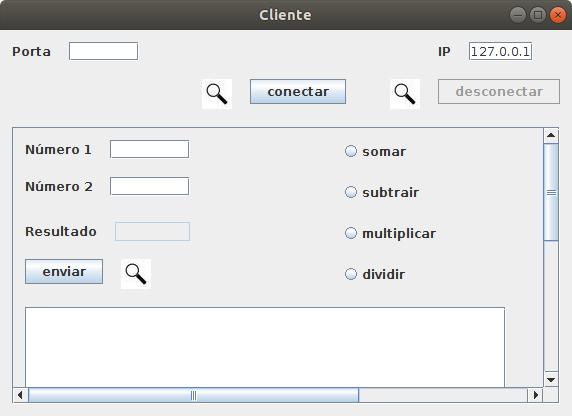 Cliente
Porta
IP 127.0.0.1
conectar
desconectar
Número 1
somar
Número 2
subtrair
Resultado
multiplicar
enviar
dividir